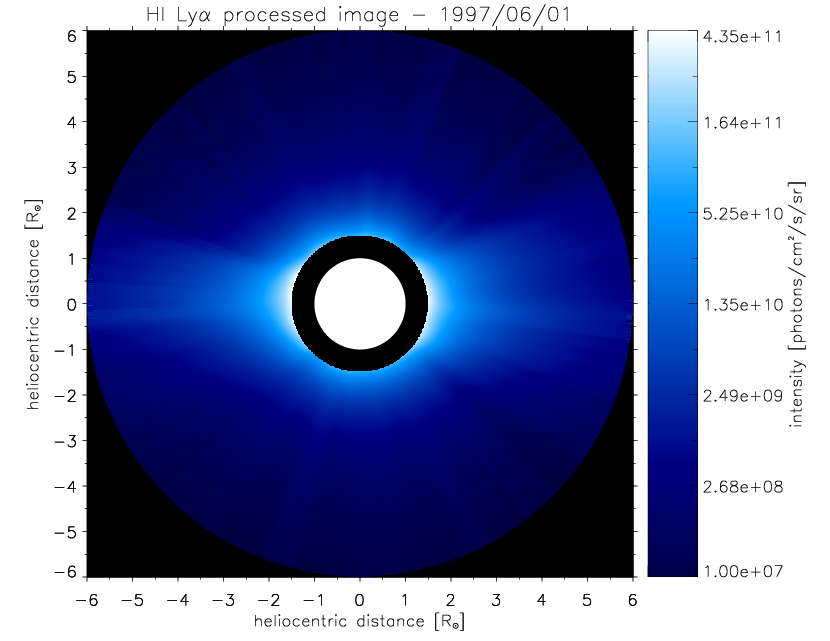 HI Lyα processed image − 1997/06/01
6
5
4
3
2
1
0
−1
−2
−3
−4
−5
−6
heliocentric distance [R☉]
−6 −5 −4 −3 −2 −1 0 1 2 3 4 5 6
heliocentric distance [R☉]
4.35e+11
1.64e+11
5.25e+10
1.35e+10
2.49e+09
2.68e+08
1.00e+07
intensity [photons/cm²/s/sr]